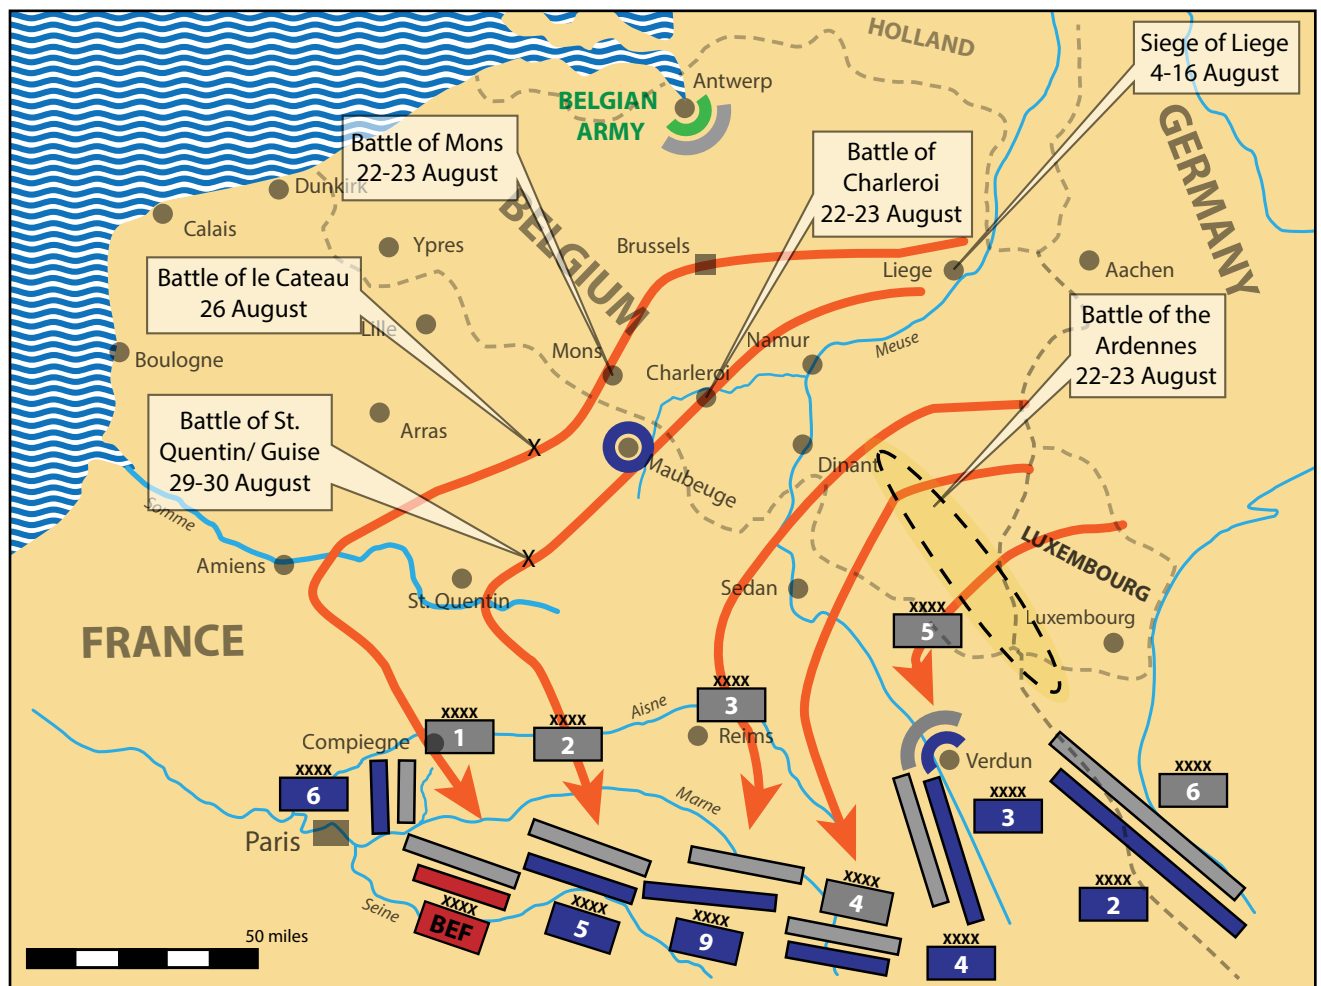 HOLLAND
Siege of Liege
4-16 August
Antwerp
BELGIAN
ARMY
GERMANY
Battle of Mons
22-23 August
Battle of
Charleroi
22-23 August
Dunkirk
Calais
Ypres
BELGIUM
Brussels
Liege
Aachen
Battle of le Cateau
26 August
Lille
Battle of the
Ardennes
22-23 August
Boulogne
Mons
Namur
Meuse
Charleroi
Battle of St.
Quentin/ Guise
29-30 August
Arras
X
Maubeuge
Dinant
Somme
X
LUXEMBOURG
Amiens
St. Quentin
Sedan
xxxx
5
Luxembourg
FRANCE
xxxx
3
Aisne
xxxx
1
xxxx
2
Reims
Compiegne
Verdun
xxxx
6
xxxx
6
xxxx
3
Marne
Paris
xxxx
4
xxxx
2
Seine
xxxx
BEF
xxxx
5
xxxx
9
xxxx
4
50 miles